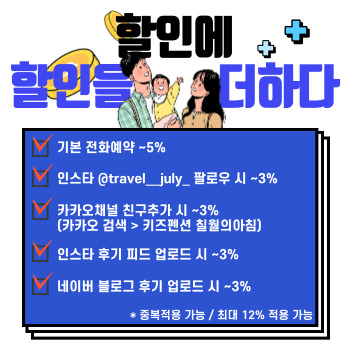 할인에
할인을 더하다
기본 전화예약 ~5%
인스타 @travel__july_ 팔로우 시 ~3%
카카오채널 친구추가 시 ~3%
(카카오 검색 > 키즈펜션 칠월의아침)
인스타 후기 피드 업로드 시 ~3%
네이버 블로그 후기 업로드 시 ~3%
* 중복적용 가능 / 최대 12% 적용 가능